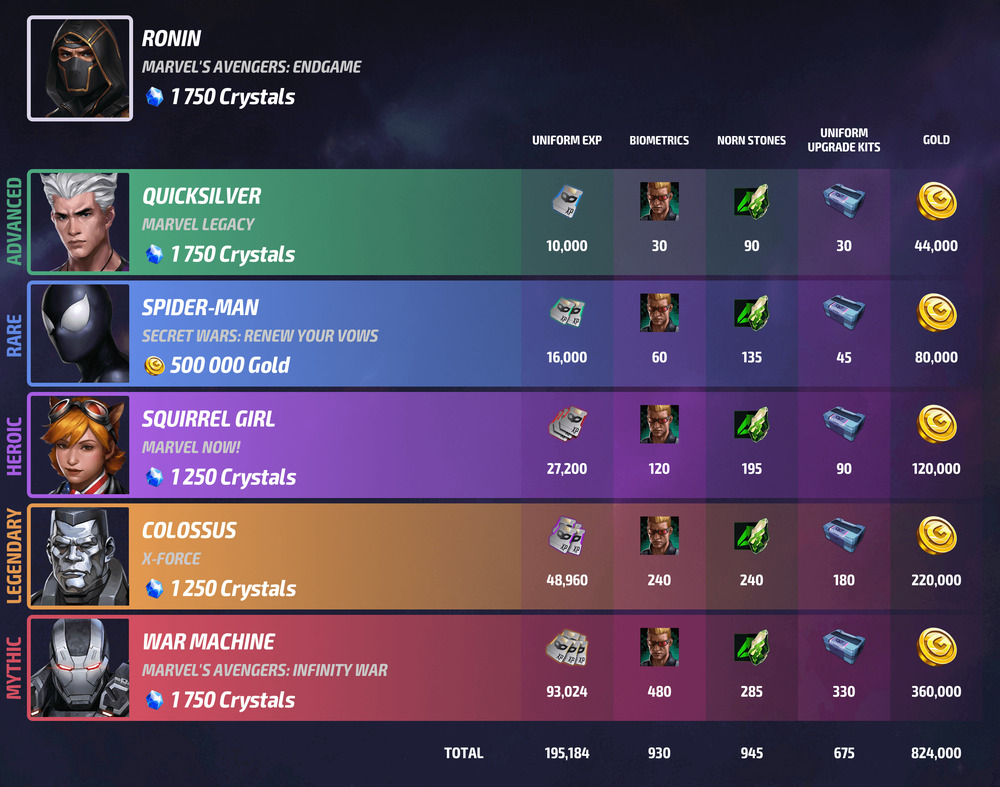 RONIN
MARVEL'S AVENGERS: ENDGAME
1 750 Crystals
UNIFORM EXP
BIOMETRICS
NORN STONES
UNIFORM
UPGRADE KITS
GOLD
ADVANCED
QUICKSILVER
MARVEL LEGACY
1 750 Crystals
XP
10,000
30
90
30
44,000
RARE
SPIDER-MAN
SECRET WARS: RENEW YOUR VOWS
500 000 Gold
16,000
60
135
45
80,000
HEROIC
SQUIRREL GIRL
MARVEL NOW!
1 250 Crystals
XP
27,200
120
195
90
120,000
LEGENDARY
COLOSSUS
X-FORCE
1 250 Crystals
48,960
240
240
180
220,000
MYTHIC
WAR MACHINE
MARVEL'S AVENGERS: INFINITY WAR
1 750 Crystals
93,024
480
285
330
360,000
TOTAL
195,184
930
945
675
824,000